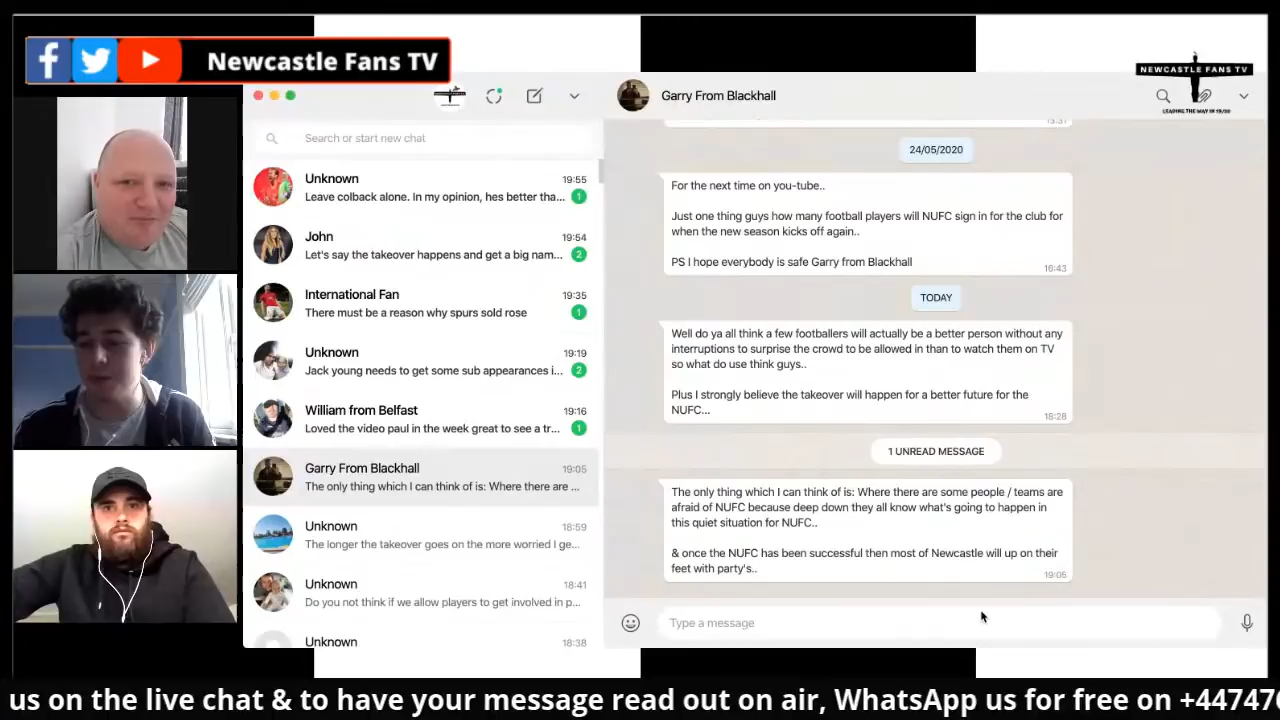 Newcastle Fans TV
NEWCASTLE FANS TV
LEADING THE WAY IN 19/20
Search or start new chat
Unknown 19:55
Leave colback alone. In my opinion, hes better tha... 1
John 19:54
Let's say the takeover happens and get a big nam... 2
International Fan 19:35
There must be a reason why spurs sold rose 1
Unknown 19:19
Jack young needs to get some sub appearances i... 2
William from Belfast 19:16
Loved the video paul in the week great to see a tr... 1
Garry From Blackhall 19:05
The only thing which I can think of is: Where there are ...
Unknown 18:59
The longer the takeover goes on the more worried I ge...
Unknown 18:41
Do you not think if we allow players to get involved in p...
Unknown 18:38
Garry From Blackhall
24/05/2020
For the next time on you-tube..
Just one thing guys how many football players will NUFC sign in for the club for
when the new season kicks off again..
PS I hope everybody is safe Garry from Blackhall
16:43
TODAY
Well do ya all think a few footballers will actually be a better person without any
interruptions to surprise the crowd to be allowed in than to watch them on TV
so what do use think guys..
Plus I strongly believe the takeover will happen for a better future for the
NUFC...
18:28
1 UNREAD MESSAGE
The only thing which I can think of is: Where there are some people / teams are
afraid of NUFC because deep down they all know what's going to happen in
this quiet situation for NUFC..
& once the NUFC has been successful then most of Newcastle will up on their
feet with party's..
19:05
Type a message
us on the live chat & to have your message read out on air, WhatsApp us for free on +44747